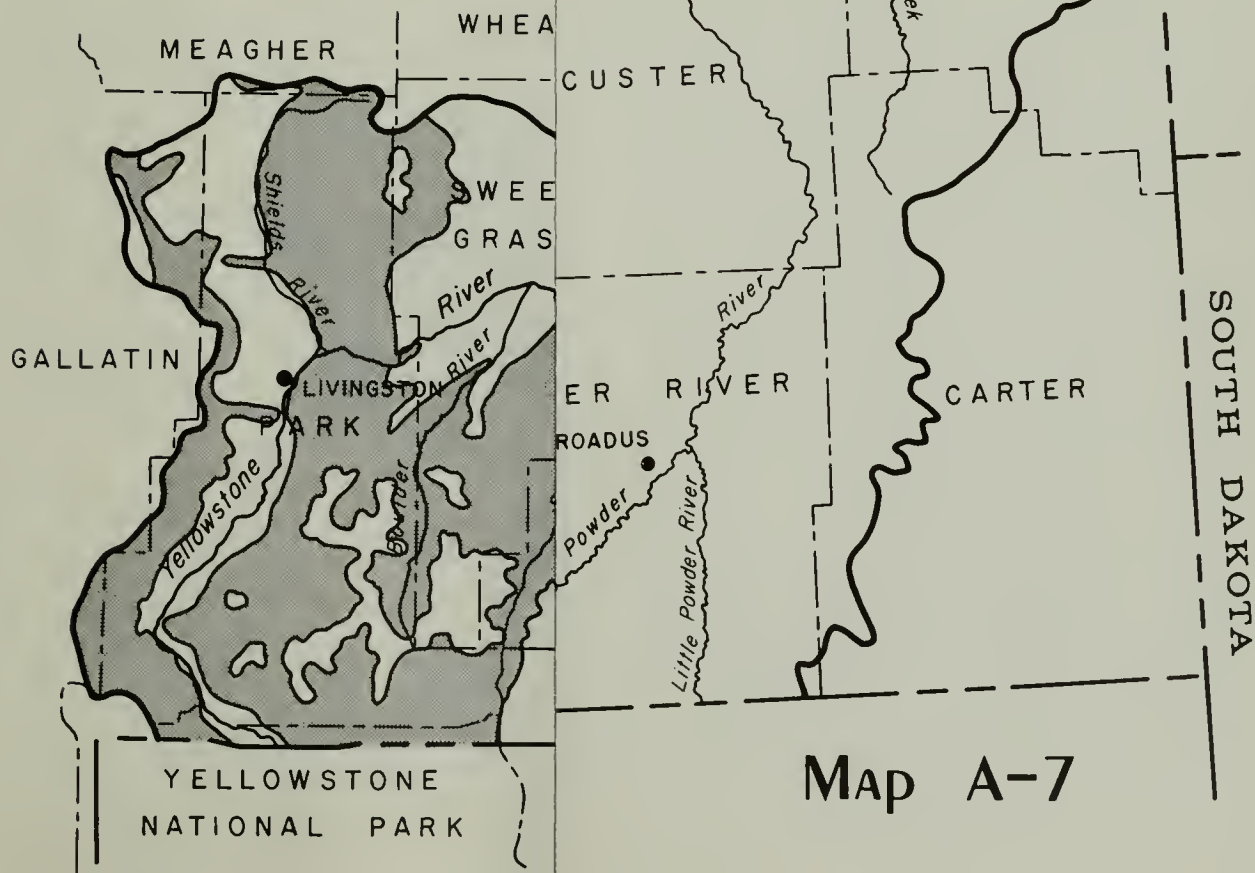 MEAGHER
WHEA
SWEE
GRAS
Shields
River
River
River
GALLATIN
LIVINGSTON
PARK
Yellowstone
Boulder
YELLOWSTONE
NATIONAL PARK
ek
CUSTER
River
ER RIVER
ROADUS
Powder
Little Powder River
CARTER
SOUTH DAKOTA
MAP A-7